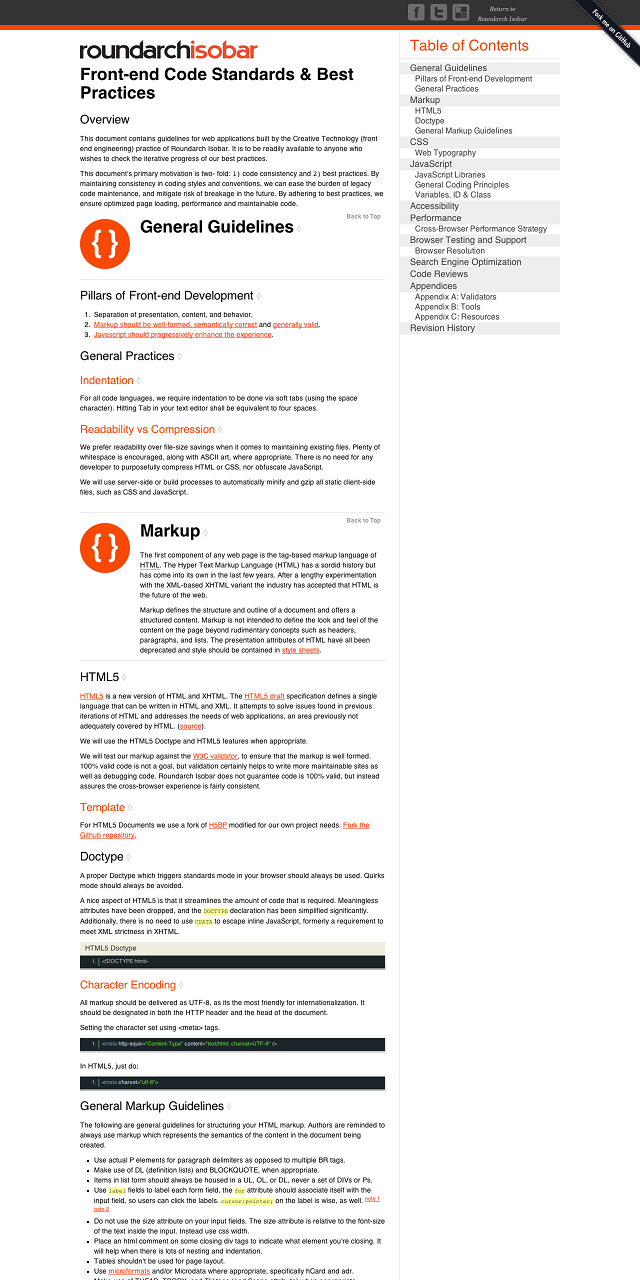 Return to
Roundarch Isobar
Fork me on GitHub
roundarchisobar
Front-end Code Standards & Best
Practices
Overview
This document contains guidelines for web applications built by the Creative Technology (front
end engineering) practice of Roundarch Isobar. It is to be readily available to anyone who
wishes to check the iterative progress of our best practices.
This document's primary motivation is two- fold: 1) code consistency and 2) best practices. By
maintaining consistency in coding styles and conventions, we can ease the burden of legacy
code maintenance, and mitigate risk of breakage in the future. By adhering to best practices, we
ensure optimized page loading, performance and maintainable code.
Back to Top
{ }
General Guidelines ◊
Pillars of Front-end Development ◊
1. Separation of presentation, content, and behavior.
2. Markup should be well-formed, semantically correct and generally valid.
3. Javascript should progressively enhance the experience.
General Practices ◊
Indentation ◊
For all code languages, we require indentation to be done via soft tabs (using the space
character). Hitting Tab in your text editor shall be equivalent to four spaces.
Readability vs Compression ◊
We prefer readability over file-size savings when it comes to maintaining existing files. Plenty of
whitespace is encouraged, along with ASCII art, where appropriate. There is no need for any
developer to purposefully compress HTML or CSS, nor obfuscate JavaScript.
We will use server-side or build processes to automatically minify and gzip all static client-side
files, such as CSS and JavaScript.
Back to Top
{ }
Markup ◊
The first component of any web page is the tag-based markup language of
HTML. The Hyper Text Markup Language (HTML) has a sordid history but
has come into its own in the last few years. After a lengthy experimentation
with the XML-based XHTML variant the industry has accepted that HTML is
the future of the web.
Markup defines the structure and outline of a document and offers a
structured content. Markup is not intended to define the look and feel of the
content on the page beyond rudimentary concepts such as headers,
paragraphs, and lists. The presentation attributes of HTML have all been
deprecated and style should be contained in style sheets.
HTML5 ◊
HTML5 is a new version of HTML and XHTML. The HTML5 draft specification defines a single
language that can be written in HTML and XML. It attempts to solve issues found in previous
iterations of HTML and addresses the needs of web applications, an area previously not
adequately covered by HTML. (source).
We will use the HTML5 Doctype and HTML5 features when appropriate.
We will test our markup against the W3C validator, to ensure that the markup is well formed.
100% valid code is not a goal, but validation certainly helps to write more maintainable sites as
well as debugging code. Roundarch Isobar does not guarantee code is 100% valid, but instead
assures the cross-browser experience is fairly consistent.
Template ◊
For HTML5 Documents we use a fork of H5BP modified for our own project needs. Fork the
Github repository.
Doctype ◊
A proper Doctype which triggers standards mode in your browser should always be used. Quirks
mode should always be avoided.
A nice aspect of HTML5 is that it streamlines the amount of code that is required. Meaningless
attributes have been dropped, and the DOCTYPE declaration has been simplified significantly.
Additionally, there is no need to use CDATA to escape inline JavaScript, formerly a requirement to
meet XML strictness in XHTML.
HTML5 Doctype
1. <!DOCTYPE html>
Character Encoding ◊
All markup should be delivered as UTF-8, as its the most friendly for internationalization. It
should be designated in both the HTTP header and the head of the document.
Setting the character set using <meta> tags.
1. <meta http-equiv="Content-Type" content="text/html; charset=UTF-8" />
In HTML5, just do:
1. <meta charset="utf-8">
General Markup Guidelines ◊
The following are general guidelines for structuring your HTML markup. Authors are reminded to
always use markup which represents the semantics of the content in the document being
created.
Use actual P elements for paragraph delimiters as opposed to multiple BR tags.
Make use of DL (definition lists) and BLOCKQUOTE, when appropriate.
Items in list form should always be housed in a UL, OL, or DL, never a set of DIVs or Ps.
Use label fields to label each form field, the for attribute should associate itself with the
input field, so users can click the labels. cursor:pointer; on the label is wise, as well. note 1
note 2
Do not use the size attribute on your input fields. The size attribute is relative to the font-size
of the text inside the input. Instead use css width.
Place an html comment on some closing div tags to indicate what element you're closing. It
will help when there is lots of nesting and indentation.
Tables shouldn't be used for page layout.
Use microformats and/or Microdata where appropriate, specifically hCard and adr.
Table of Contents
General Guidelines
Pillars of Front-end Development
General Practices
Markup
HTML5
Doctype
General Markup Guidelines
CSS
Web Typography
JavaScript
JavaScript Libraries
General Coding Principles
Variables, ID & Class
Accessibility
Performance
Cross-Browser Performance Strategy
Browser Testing and Support
Browser Resolution
Search Engine Optimization
Code Reviews
Appendices
Appendix A: Validators
Appendix B: Tools
Appendix C: Resources
Revision History